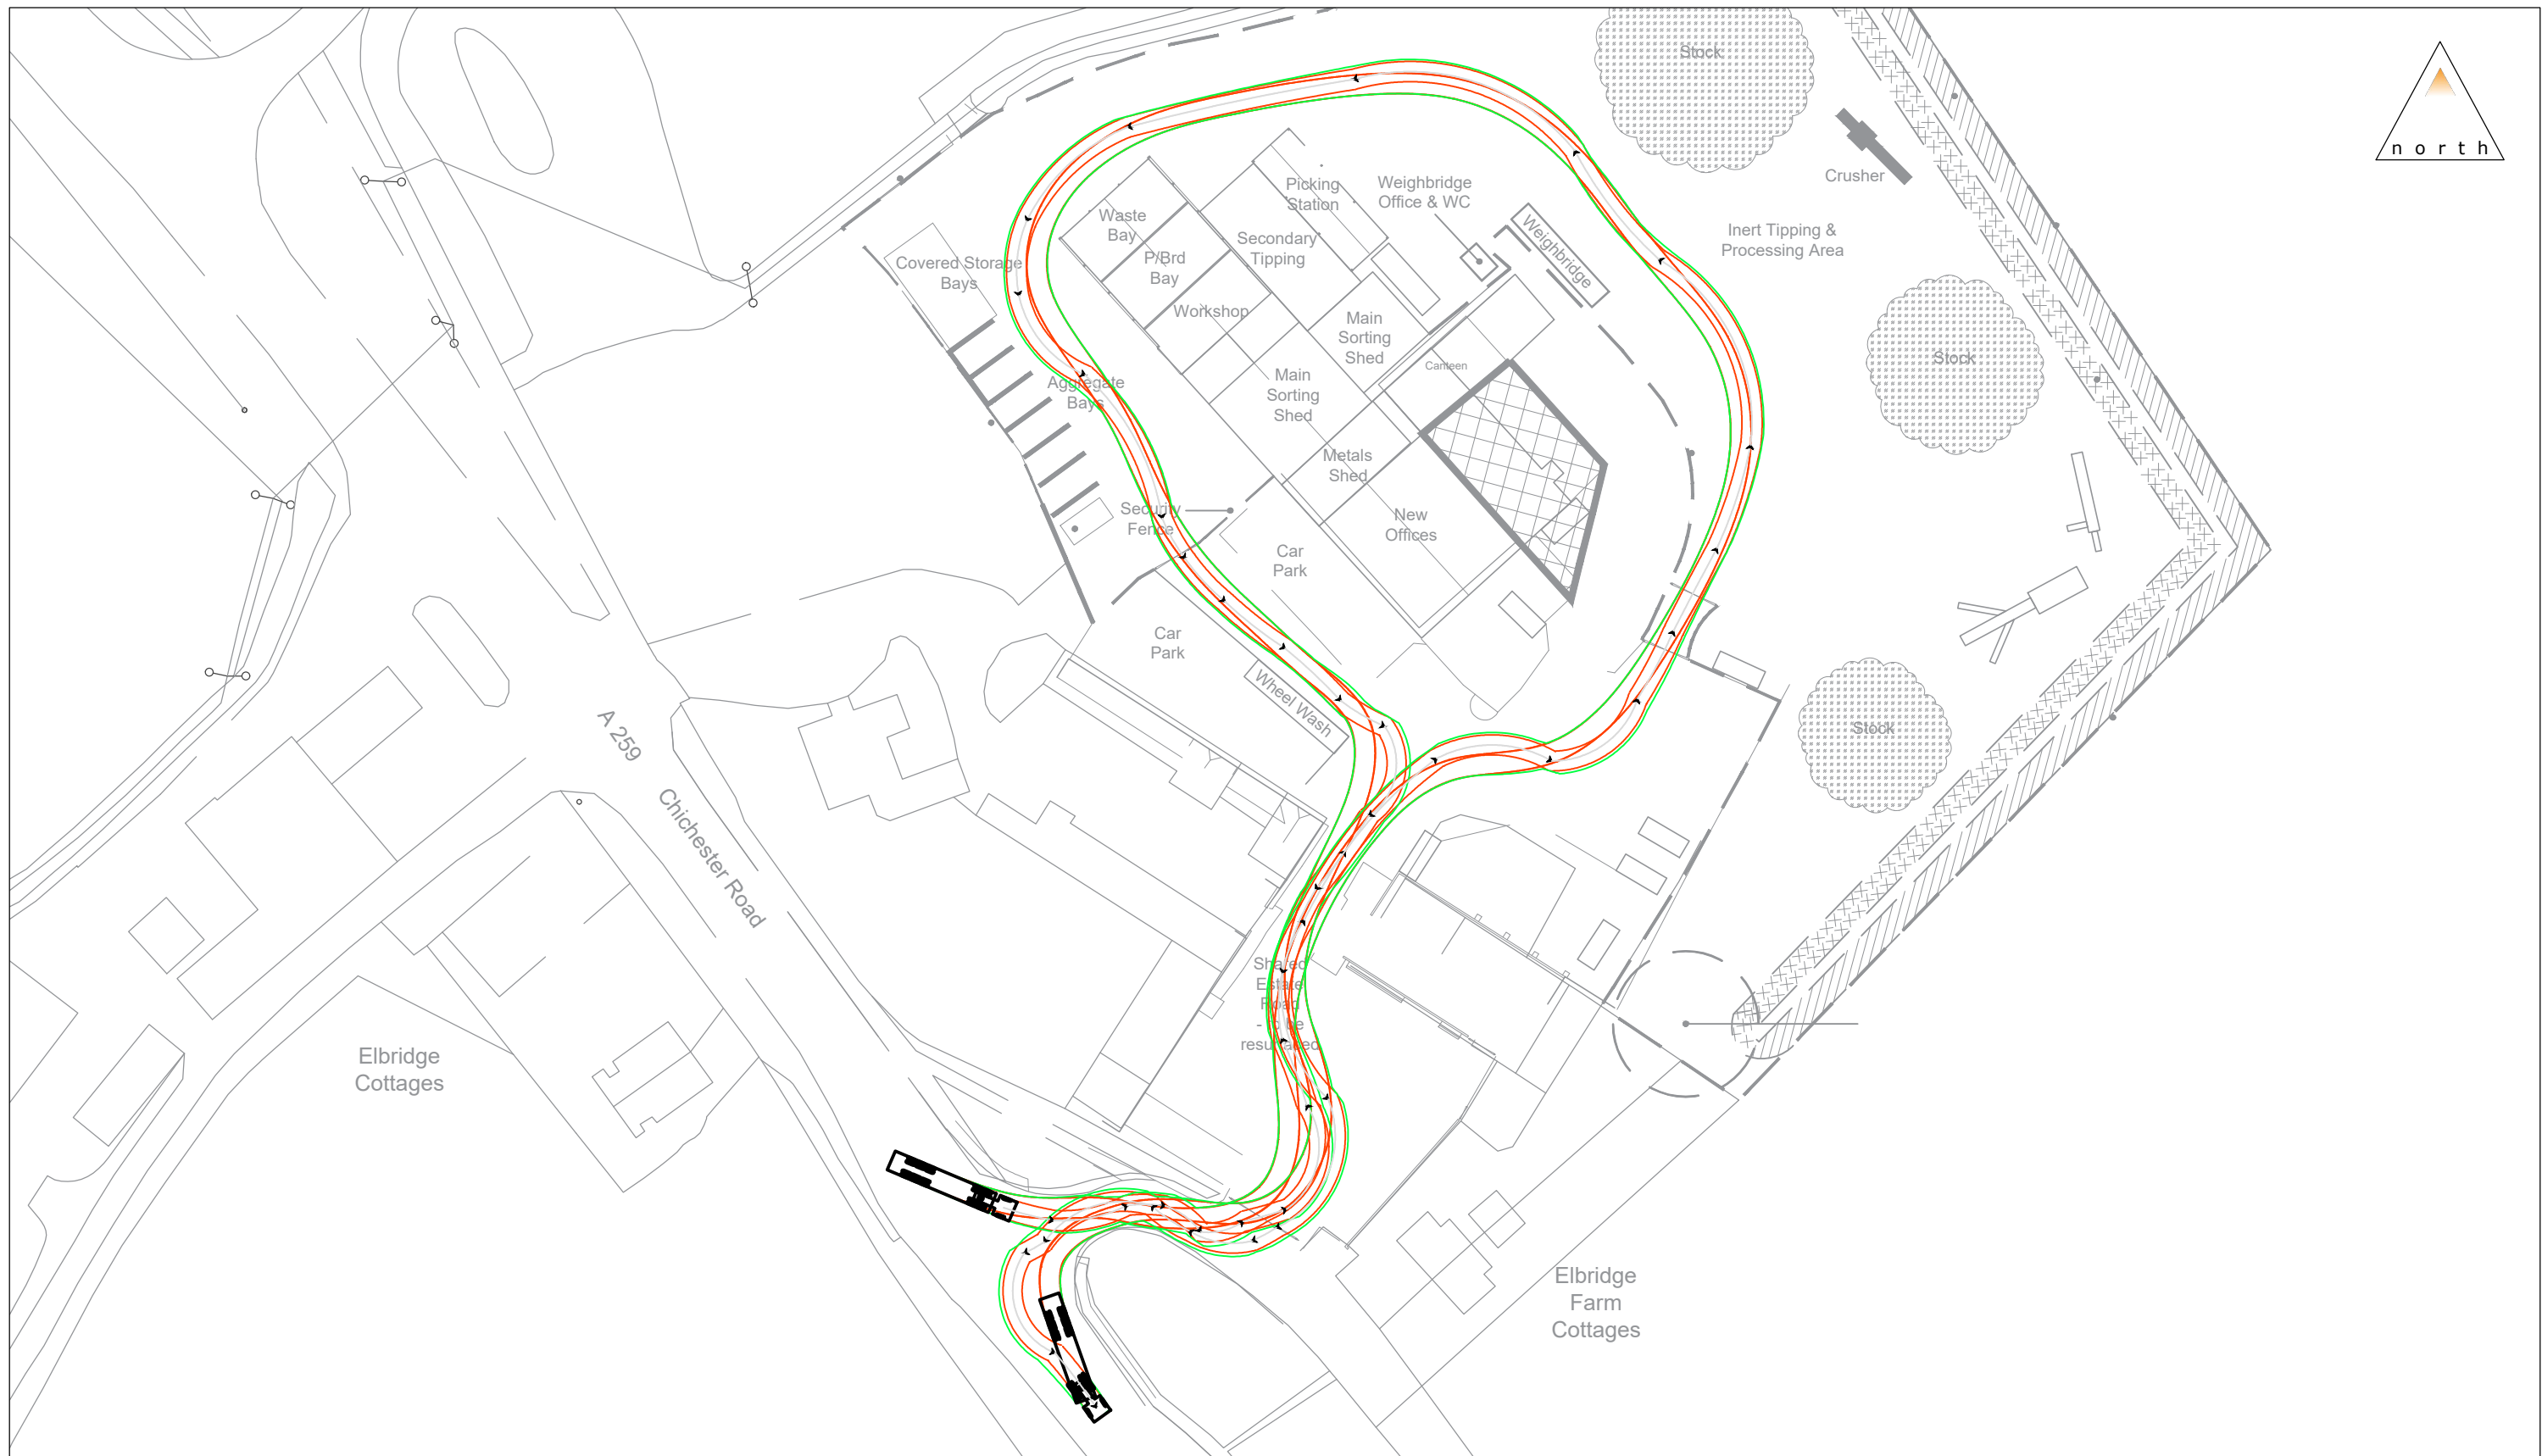 Stock
north
Crusher
Picking
Station
Weighbridge
Office & WC
Waste
Bay
Weighbridge
Inert Tipping &
Processing Area
Secondary
Tipping
Covered Storage
Bays
P/Brd
Bay
Workshop
Main
Sorting
Shed
Stock
Canteen
Aggregate
Bays
Main
Sorting
Shed
Metals
Shed
Security
Fence
New
Offices
Car
Park
Car
Park
Wheel Wash
Stock
A 259
Chichester Road
Shared
Estate
Road
- to be
resurfaced
Elbridge
Cottages
Elbridge
Farm
Cottages